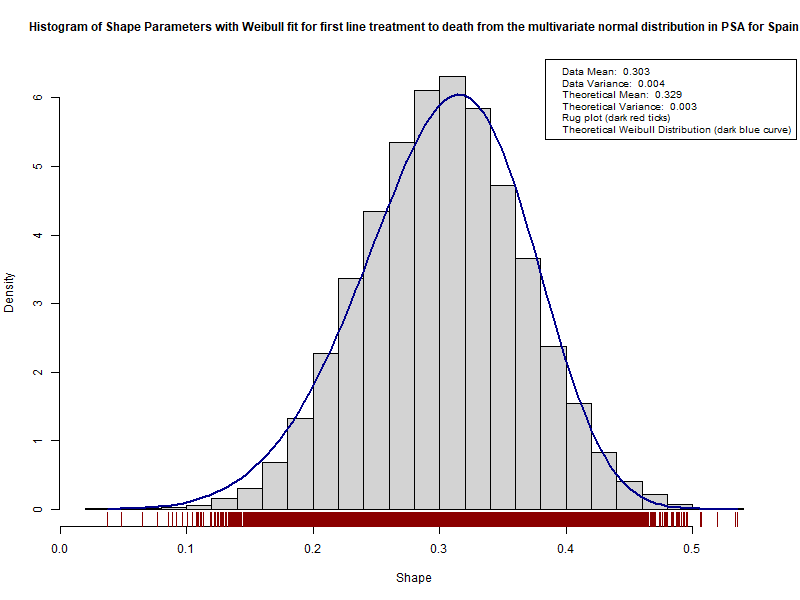 Histogram of Shape Parameters with Weibull fit for first line treatment to death from the multivariate normal distribution in PSA for Spain
Data Mean: 0.303
Data Variance: 0.004
Theoretical Mean: 0.329
Theoretical Variance: 0.003
Rug plot (dark red ticks)
Theoretical Weibull Distribution (dark blue curve)
Density
6
5
4
3
2
1
0
0.0 0.1 0.2 0.3 0.4 0.5
Shape